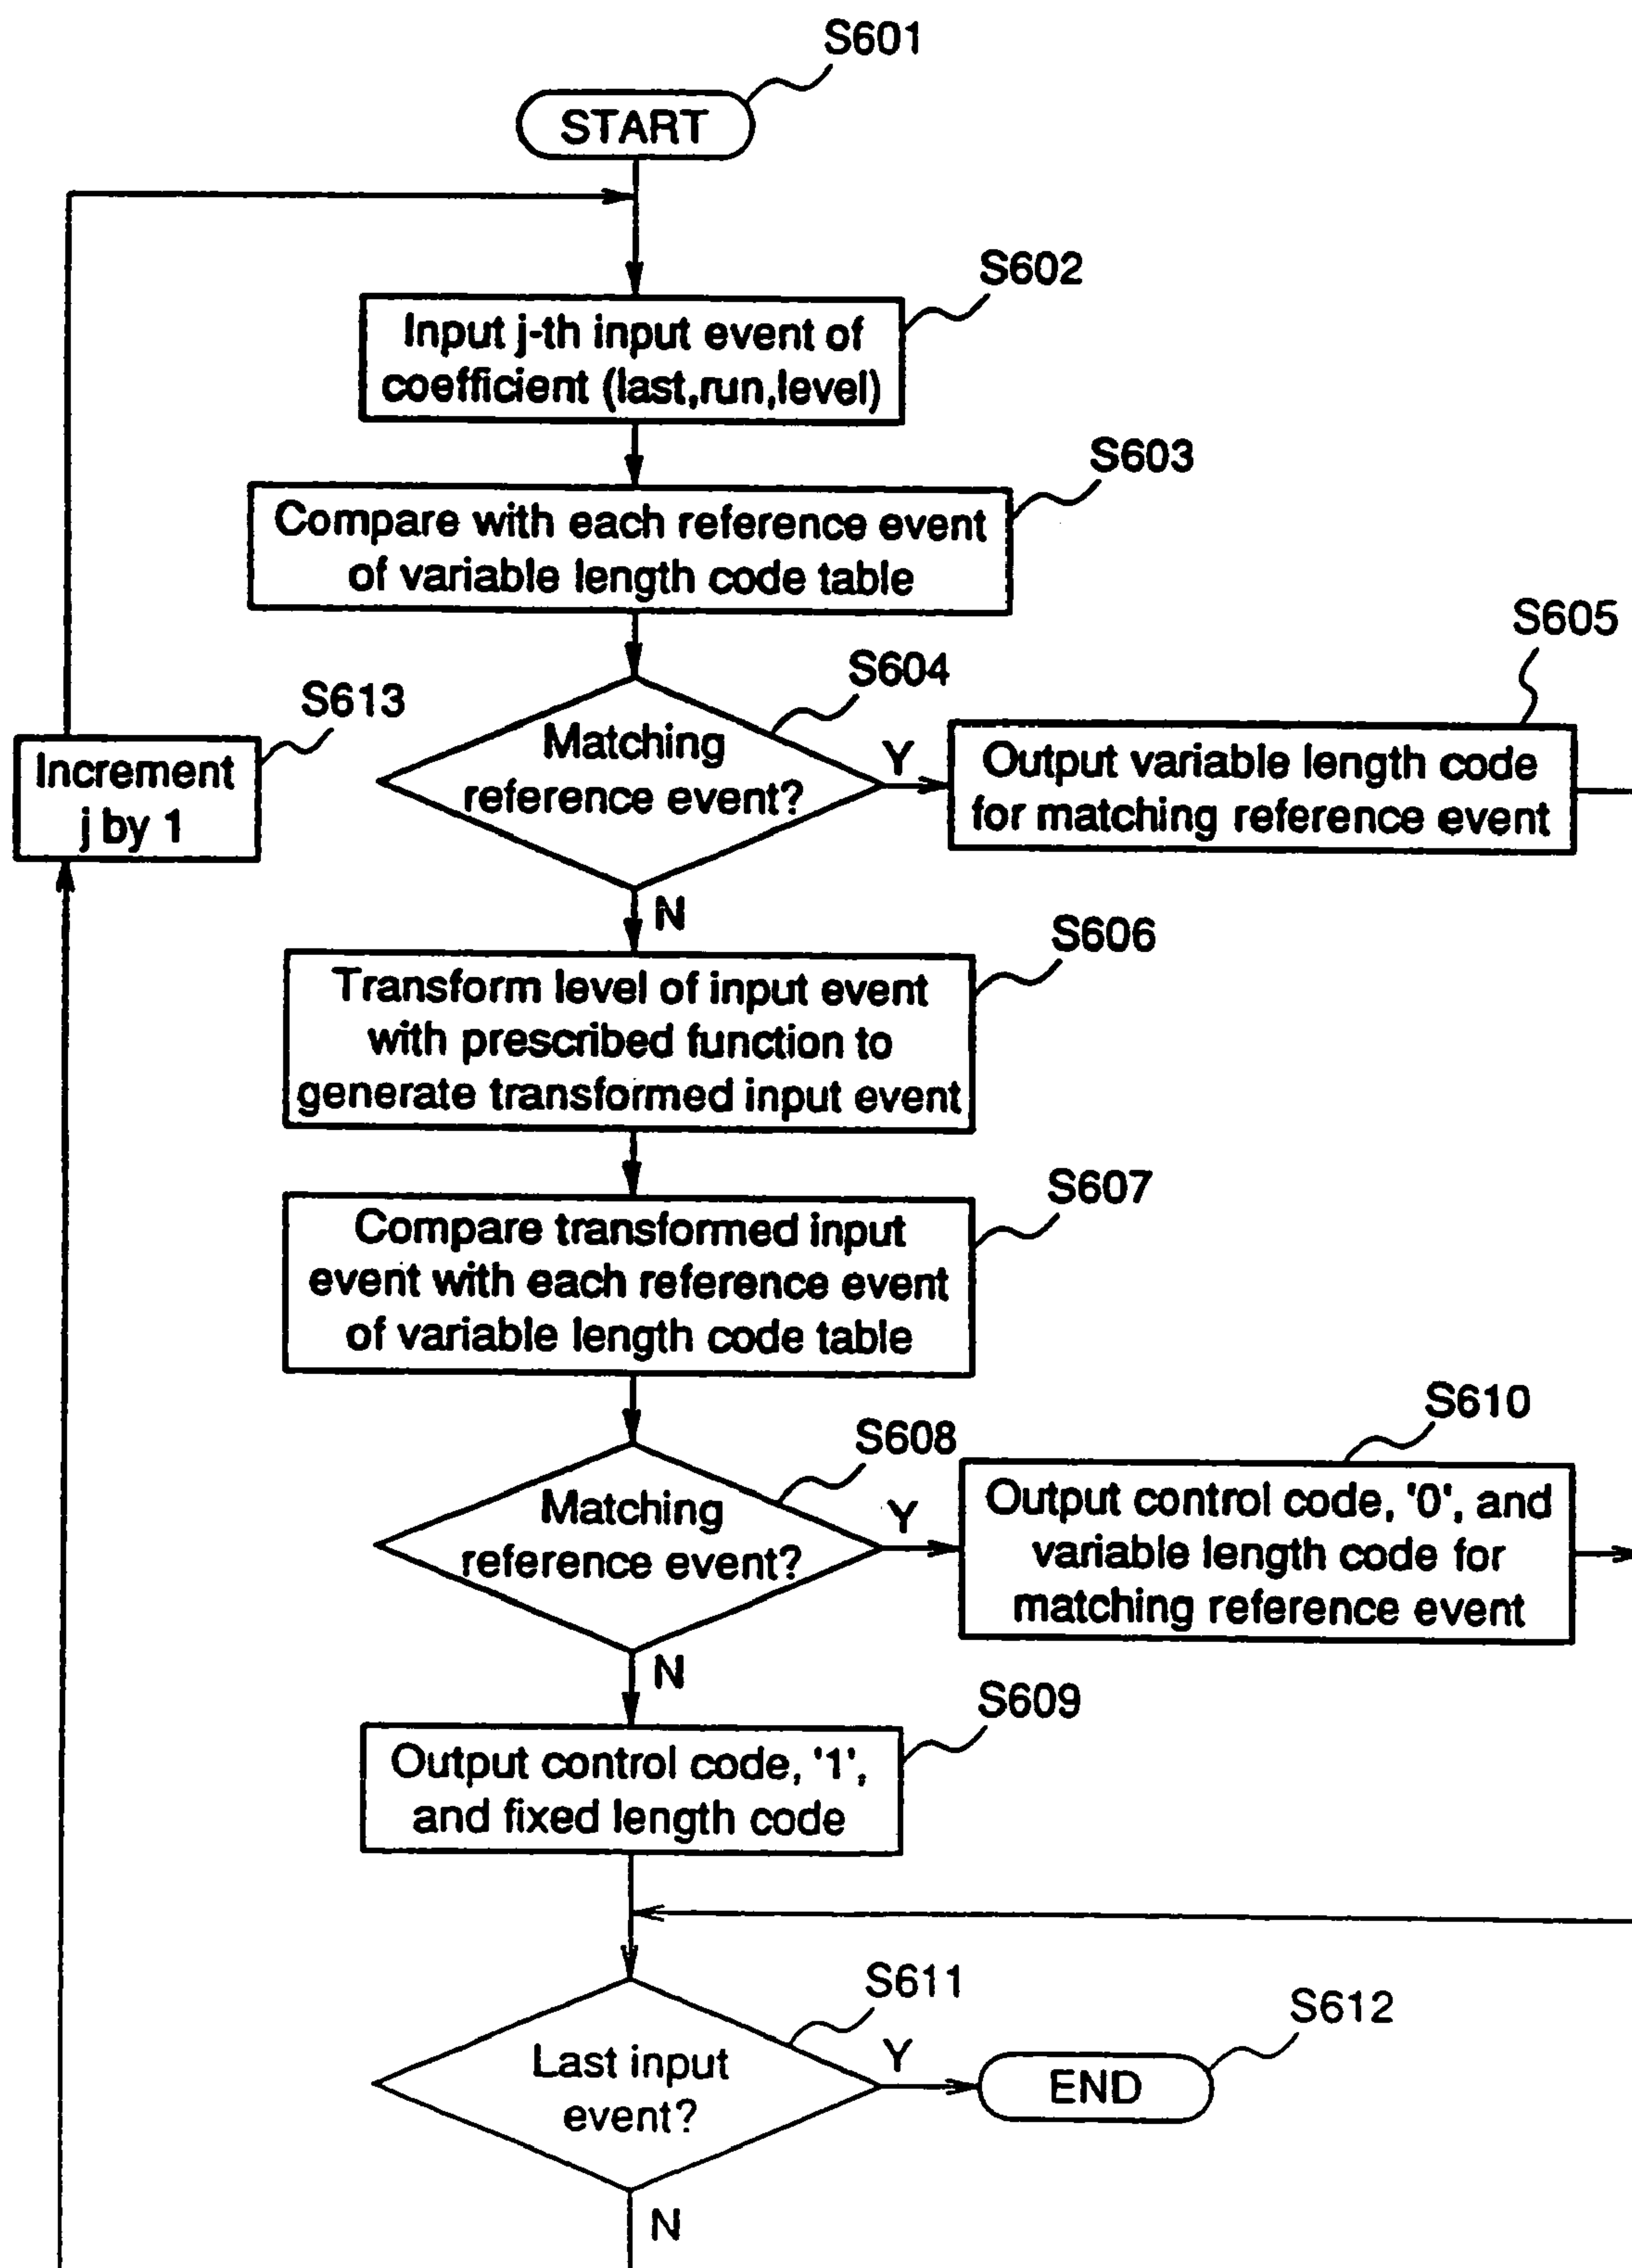 S601
START
S602
Input j-th input event of
coefficient (last,run,level)
S603
Compare with each reference event
of variable length code table
S604
Matching
reference event?
Y
S605
Output variable length code
for matching reference event
S613
Increment
j by 1
N
S606
Transform level of input event
with prescribed function to
generate transformed input event
S607
Compare transformed input
event with each reference event
of variable length code table
S608
Matching
reference event?
Y
S610
Output control code, '0', and
variable length code for
matching reference event
N
S609
Output control code, '1',
and fixed length code
S611
Last input
event?
Y
S612
END
N